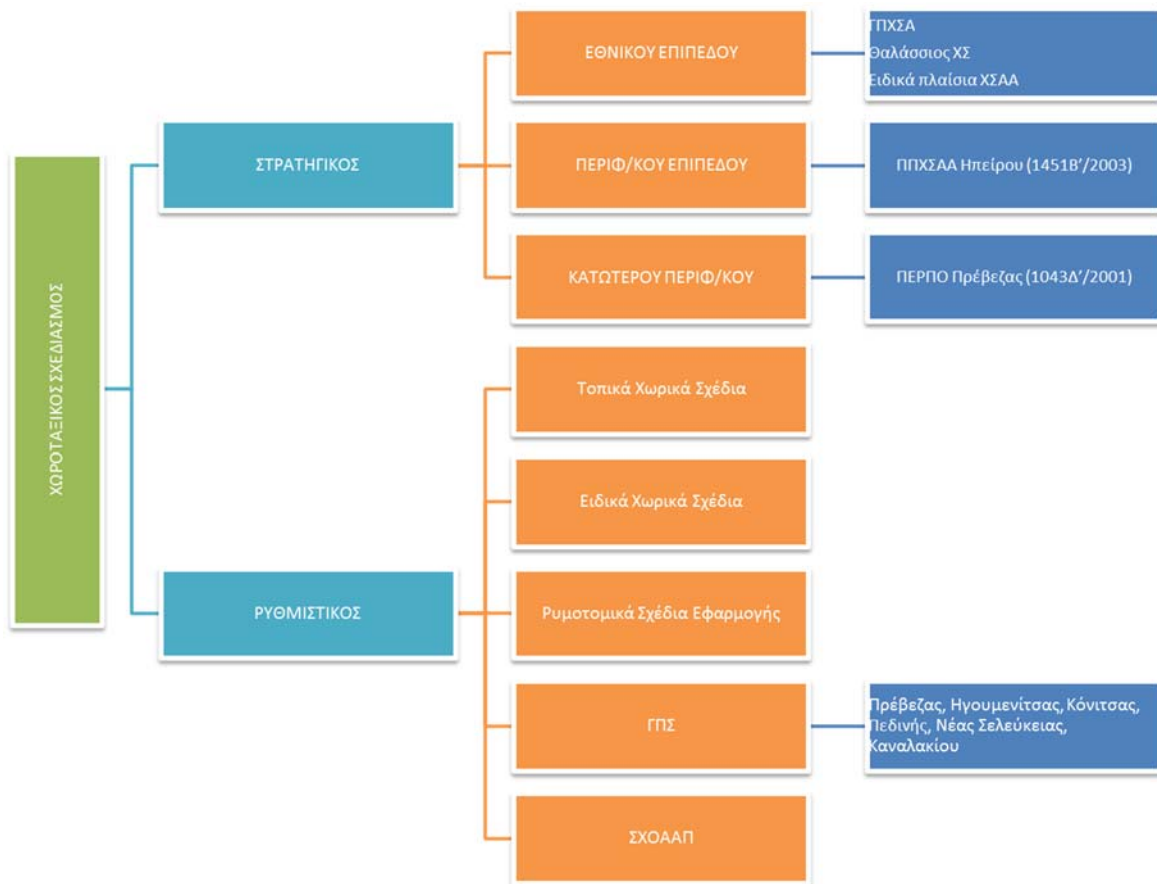 ΧΩΡΟΤΑΞΙΚΟΣ ΣΧΕΔΙΑΣΜΟΣ
ΣΤΡΑΤΗΓΙΚΟΣ
ΕΘΝΙΚΟΥ ΕΠΙΠΕΔΟΥ
ΓΠΧΣΑ
Θαλάσσιος ΧΣ
Ειδικά πλαίσια ΧΣΑΑ
ΠΕΡΙΦ/ΚΟΥ ΕΠΙΠΕΔΟΥ
ΠΠΧΣΑΑ Ηπείρου (1451Β’/2003)
ΚΑΤΩΤΕΡΟΥ ΠΕΡΙΦ/ΚΟΥ
ΠΕΡΠΟ Πρέβεζας (1043Δ’/2001)
ΡΥΘΜΙΣΤΙΚΟΣ
Τοπικά Χωρικά Σχέδια
Ειδικά Χωρικά Σχέδια
Ρυμοτομικά Σχέδια Εφαρμογής
ΓΠΣ
Πρέβεζας, Ηγουμενίτσας, Κόνιτσας,
Πεδινής, Νέας Σελεύκειας,
Καναλακίου
ΣΧΟΑΑΠ